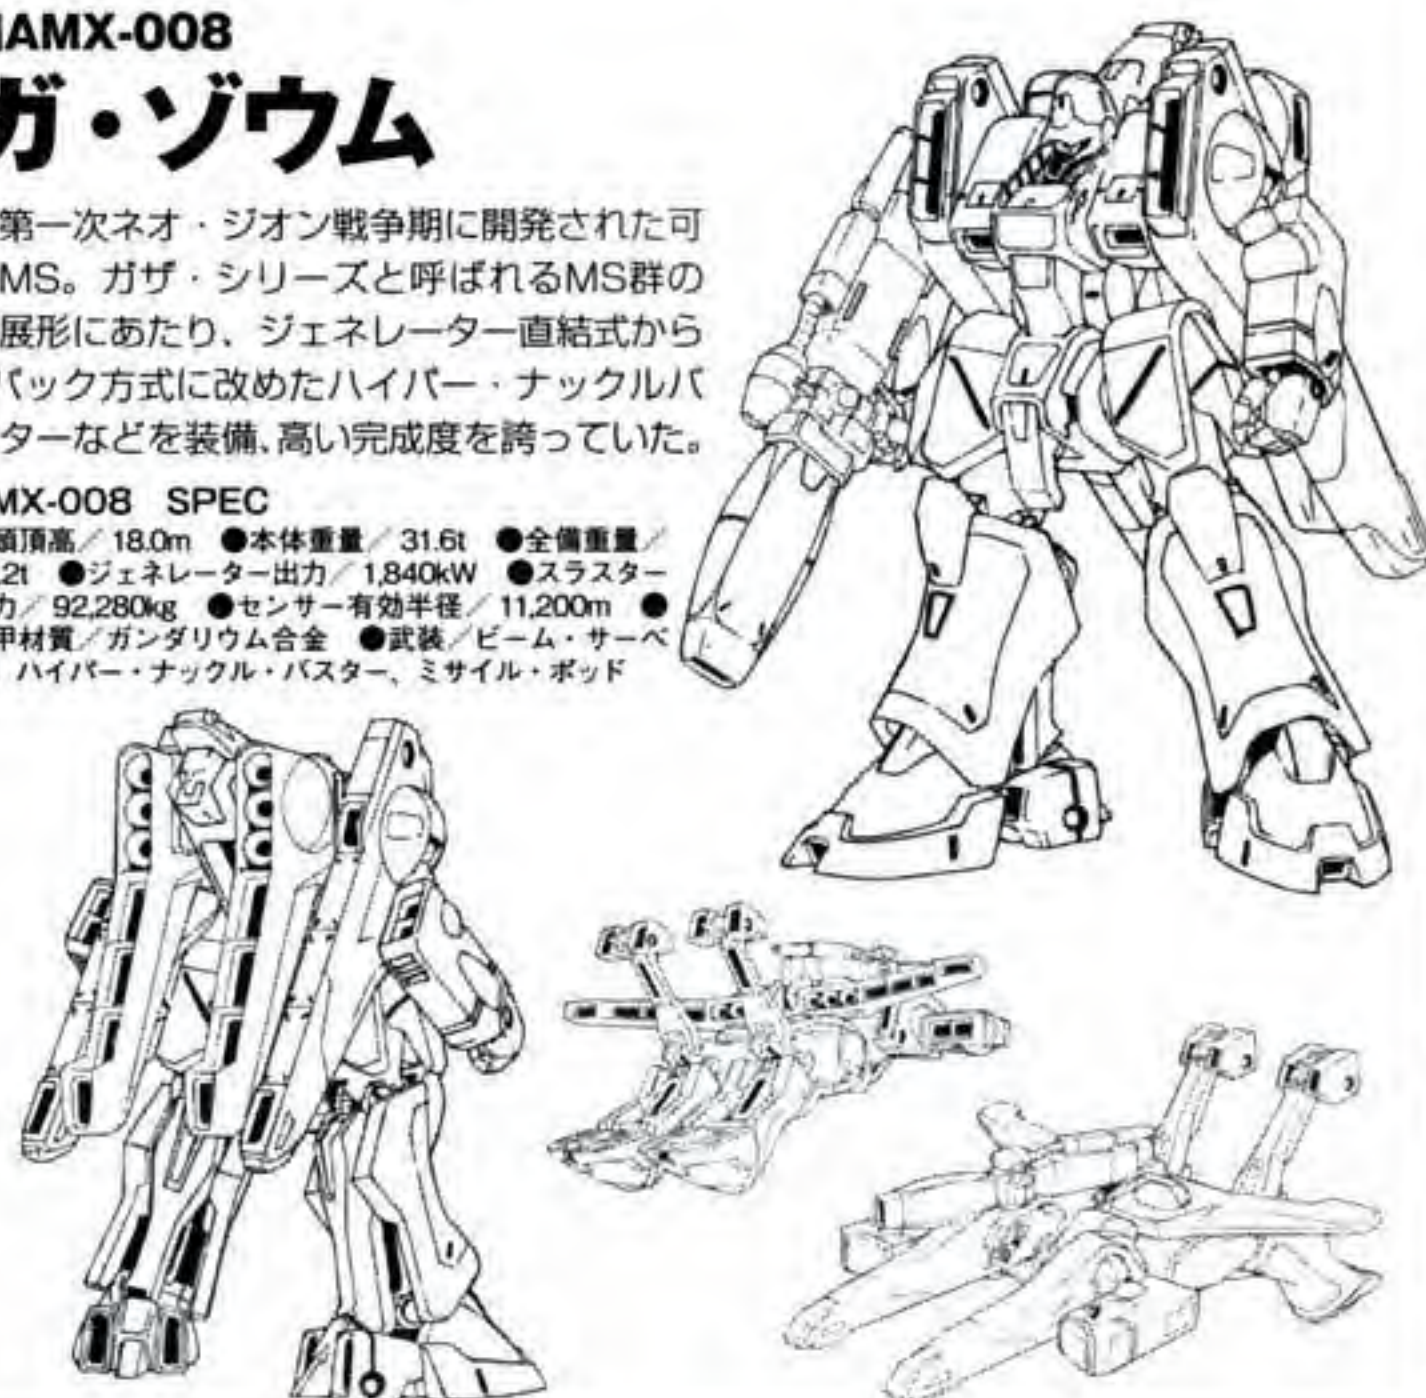 AMX-008
ガ・ゾウム
第一次ネオ・ジオン戦争期に開発された可
MS。ガザ・シリーズと呼ばれるMS群の
展形にあたり、ジェネレーター直結式から
パック方式に改めたハイパー・ナックルバ
ターなどを装備、高い完成度を誇っていた。
MX-008 SPEC
頭頂高／18.0m ●本体重量／31.6t ●全備重量／
.2t ●ジェネレーター出力／1,840kW ●スラスター
力／92,280kg ●センサー有効半径／11,200m ●
甲材質／ガンダリウム合金 ●武装／ビーム・サーベ
ハイパー・ナックル・バスター、ミサイル・ポッド